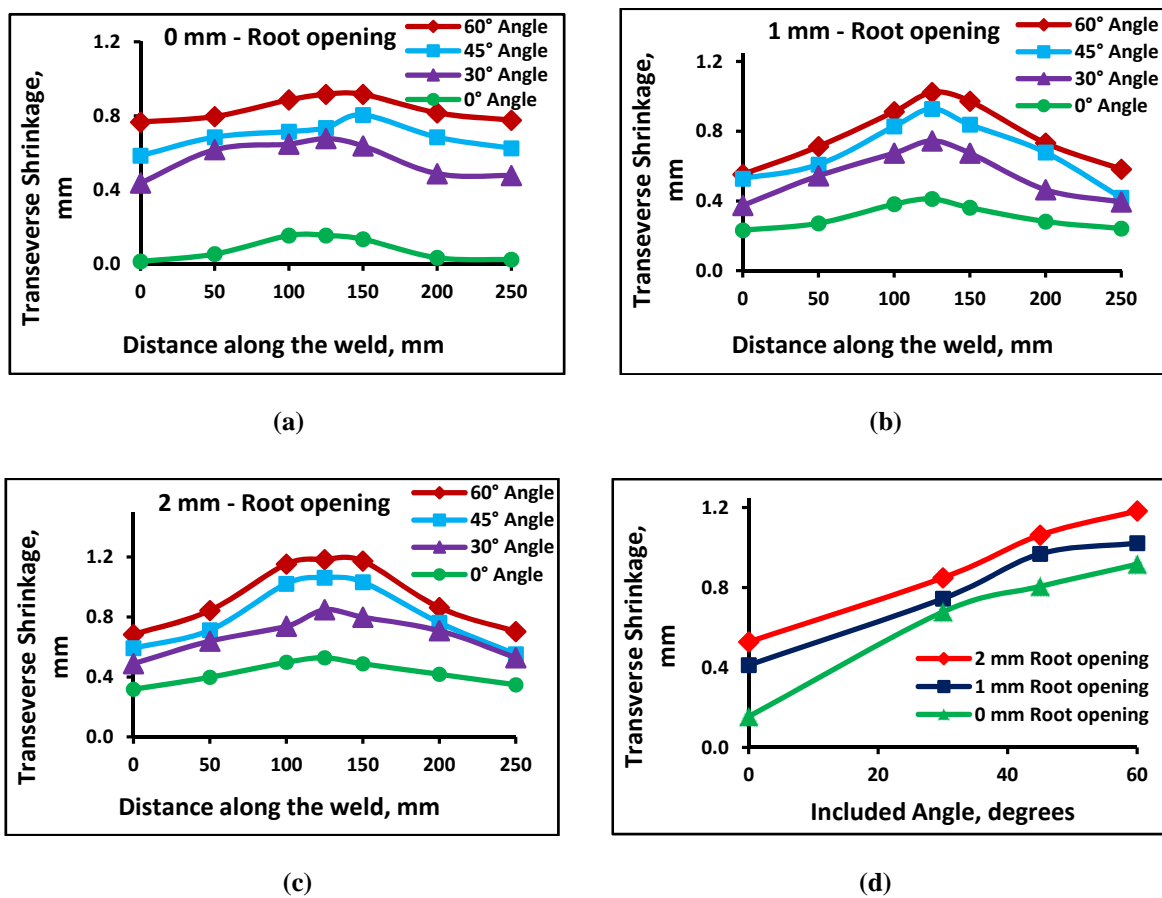 0 mm - Root opening
60° Angle
45° Angle
30° Angle
0° Angle
1.2
0.8
0.4
0.0
Transeverse Shrinkage,
mm
0 50 100 150 200 250
Distance along the weld, mm
(a)
1 mm - Root opening
60° Angle
45° Angle
30° Angle
0° Angle
1.2
0.8
0.4
0.0
Transeverse Shrinkage,
mm
0 50 100 150 200 250
Distance along the weld, mm
(b)
2 mm - Root opening
60° Angle
45° Angle
30° Angle
0° Angle
1.2
0.8
0.4
0.0
Transeverse Shrinkage,
mm
0 50 100 150 200 250
Distance along the weld, mm
(c)
1.2
0.8
0.4
0.0
Transverse Shrinkage,
mm
2 mm Root opening
1 mm Root opening
0 mm Root opening
0 20 40 60
Included Angle, degrees
(d)